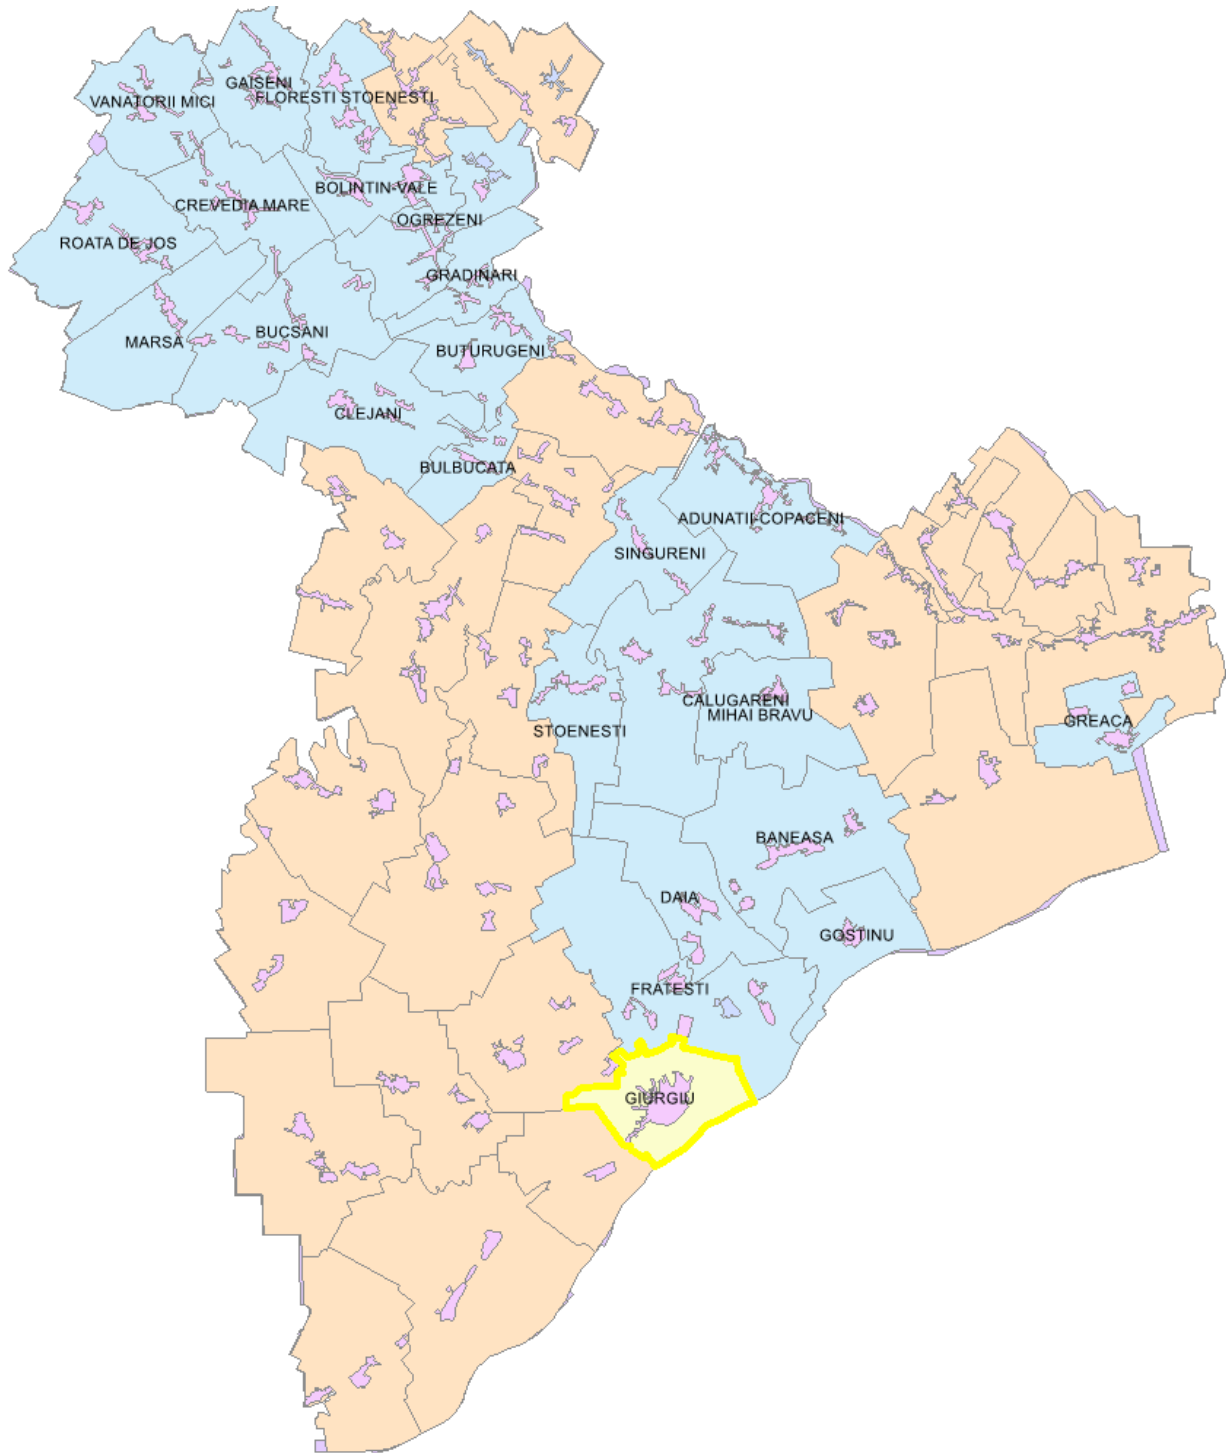 GAISENI
VANATORII MICI
FLORESTI STOENESTI
BOLINTIN-VALE
CREVEDIA MARE
OGREZENI
ROATA DE JOS
GRADINARI
BUCSANI
MARSA
BUTURUGENI
CLEJANI
BULBUCATA
ADUNATII-COPACENI
SINGURENI
CALUGARENI
MIHAI BRAVU
GREACA
STOENESTI
BANEASA
DAIA
GOSTINU
FRATESTI
GIURGIU